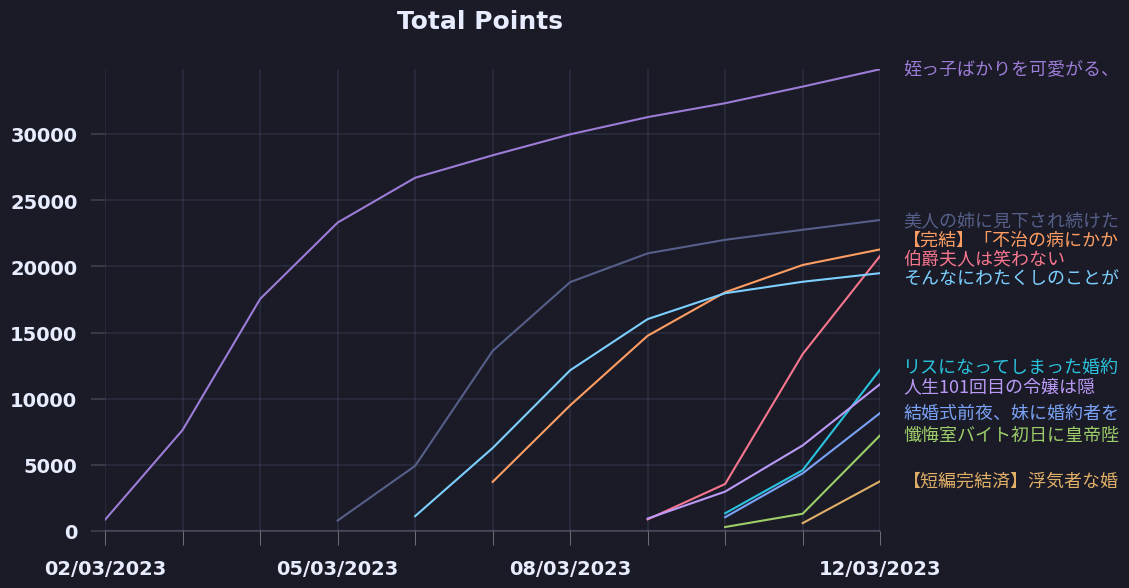 Total Points
姪っ子ばかりを可愛がる、
30000
25000
美人の姉に見下され続けた
【完結】「不治の病にかか
伯爵夫人は笑わない
20000
そんなにわたくしのことが
15000
リスになってしまった婚約
人生101回目の令嬢は隠
10000
結婚式前夜、妹に婚約者を
懺悔室バイト初日に皇帝陛
5000
【短編完結済】浮気者な婚
0
02/03/2023 05/03/2023 08/03/2023 12/03/2023